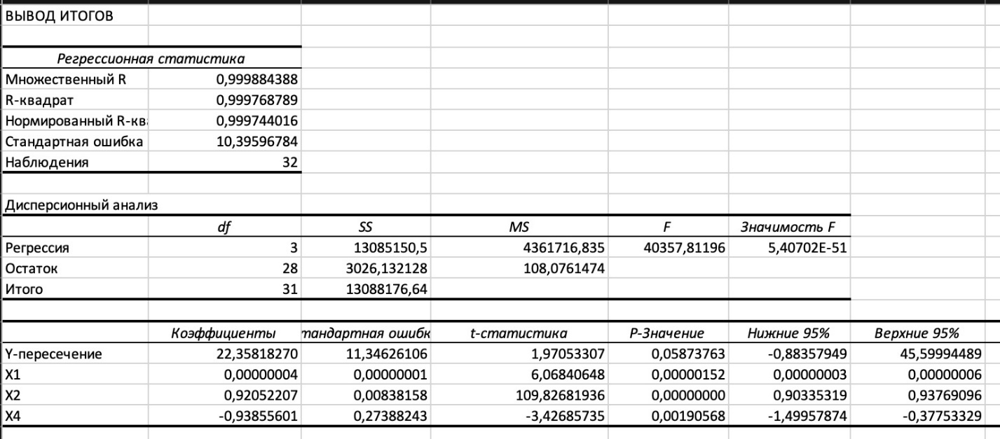 ВЫВОД ИТОГОВ
Регрессионная статистика
Множественный R 0,999884388
R-квадрат 0,999768789
Нормированный R-ква 0,999744016
Стандартная ошибка 10,39596784
Наблюдения 32
Дисперсионный анализ
df SS MS F Значимость F
Регрессия 3 13085150,5 4361716,835 40357,81196 5,40702E-51
Остаток 28 3026,132128 108,0761474
Итого 31 13088176,64
Коэффициенты тандартная ошибк t-статистика P-Значение Нижние 95% Верхние 95%
Y-пересечение 22,35818270 11,34626106 1,97053307 0,05873763 -0,88357949 45,59994489
X1 0,00000004 0,00000001 6,06840648 0,00000152 0,00000003 0,00000006
X2 0,92052207 0,00838158 109,82681936 0,00000000 0,90335319 0,93769096
X4 -0,93855601 0,27388243 -3,42685735 0,00190568 -1,49957874 -0,37753329